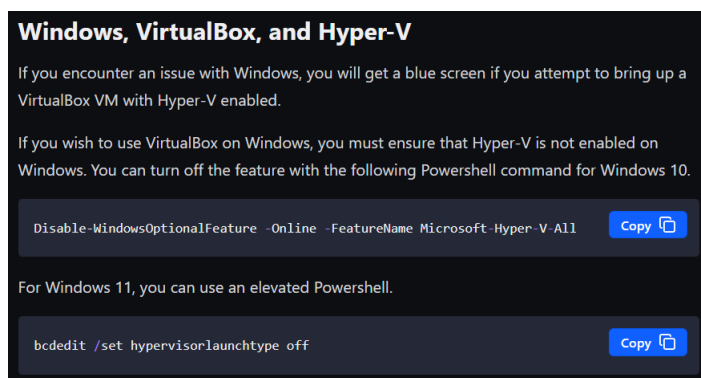 Windows, VirtualBox, and Hyper-V
If you encounter an issue with Windows, you will get a blue screen if you attempt to bring up a
VirtualBox VM with Hyper-V enabled.
If you wish to use VirtualBox on Windows, you must ensure that Hyper-V is not enabled on
Windows. You can turn off the feature with the following Powershell command for Windows 10.
Disable-WindowsOptionalFeature -Online -FeatureName Microsoft-Hyper-V-All Copy
For Windows 11, you can use an elevated Powershell.
bcdedit /set hypervisorlaunchtype off Copy